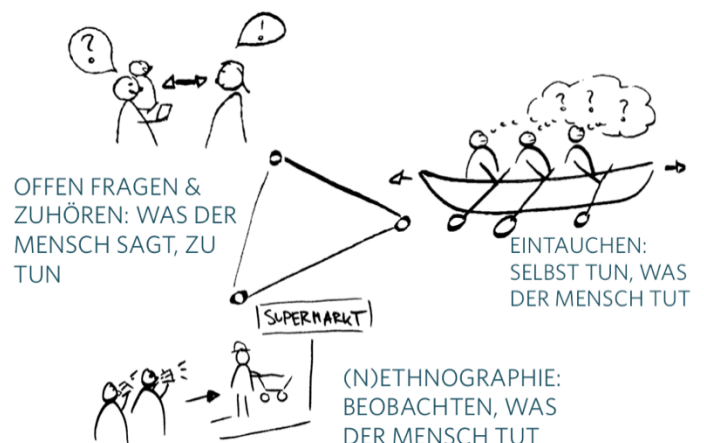 ?
!
? ? ?
OFFEN FRAGEN &
ZUHÖREN: WAS DER
MENSCH SAGT, ZU
TUN
EINTAUCHEN:
SELBST TUN, WAS
DER MENSCH TUT
SUPERMARKT
(N)ETHNOGRAPHIE:
BEOBACHTEN, WAS
DER MENSCH TUT